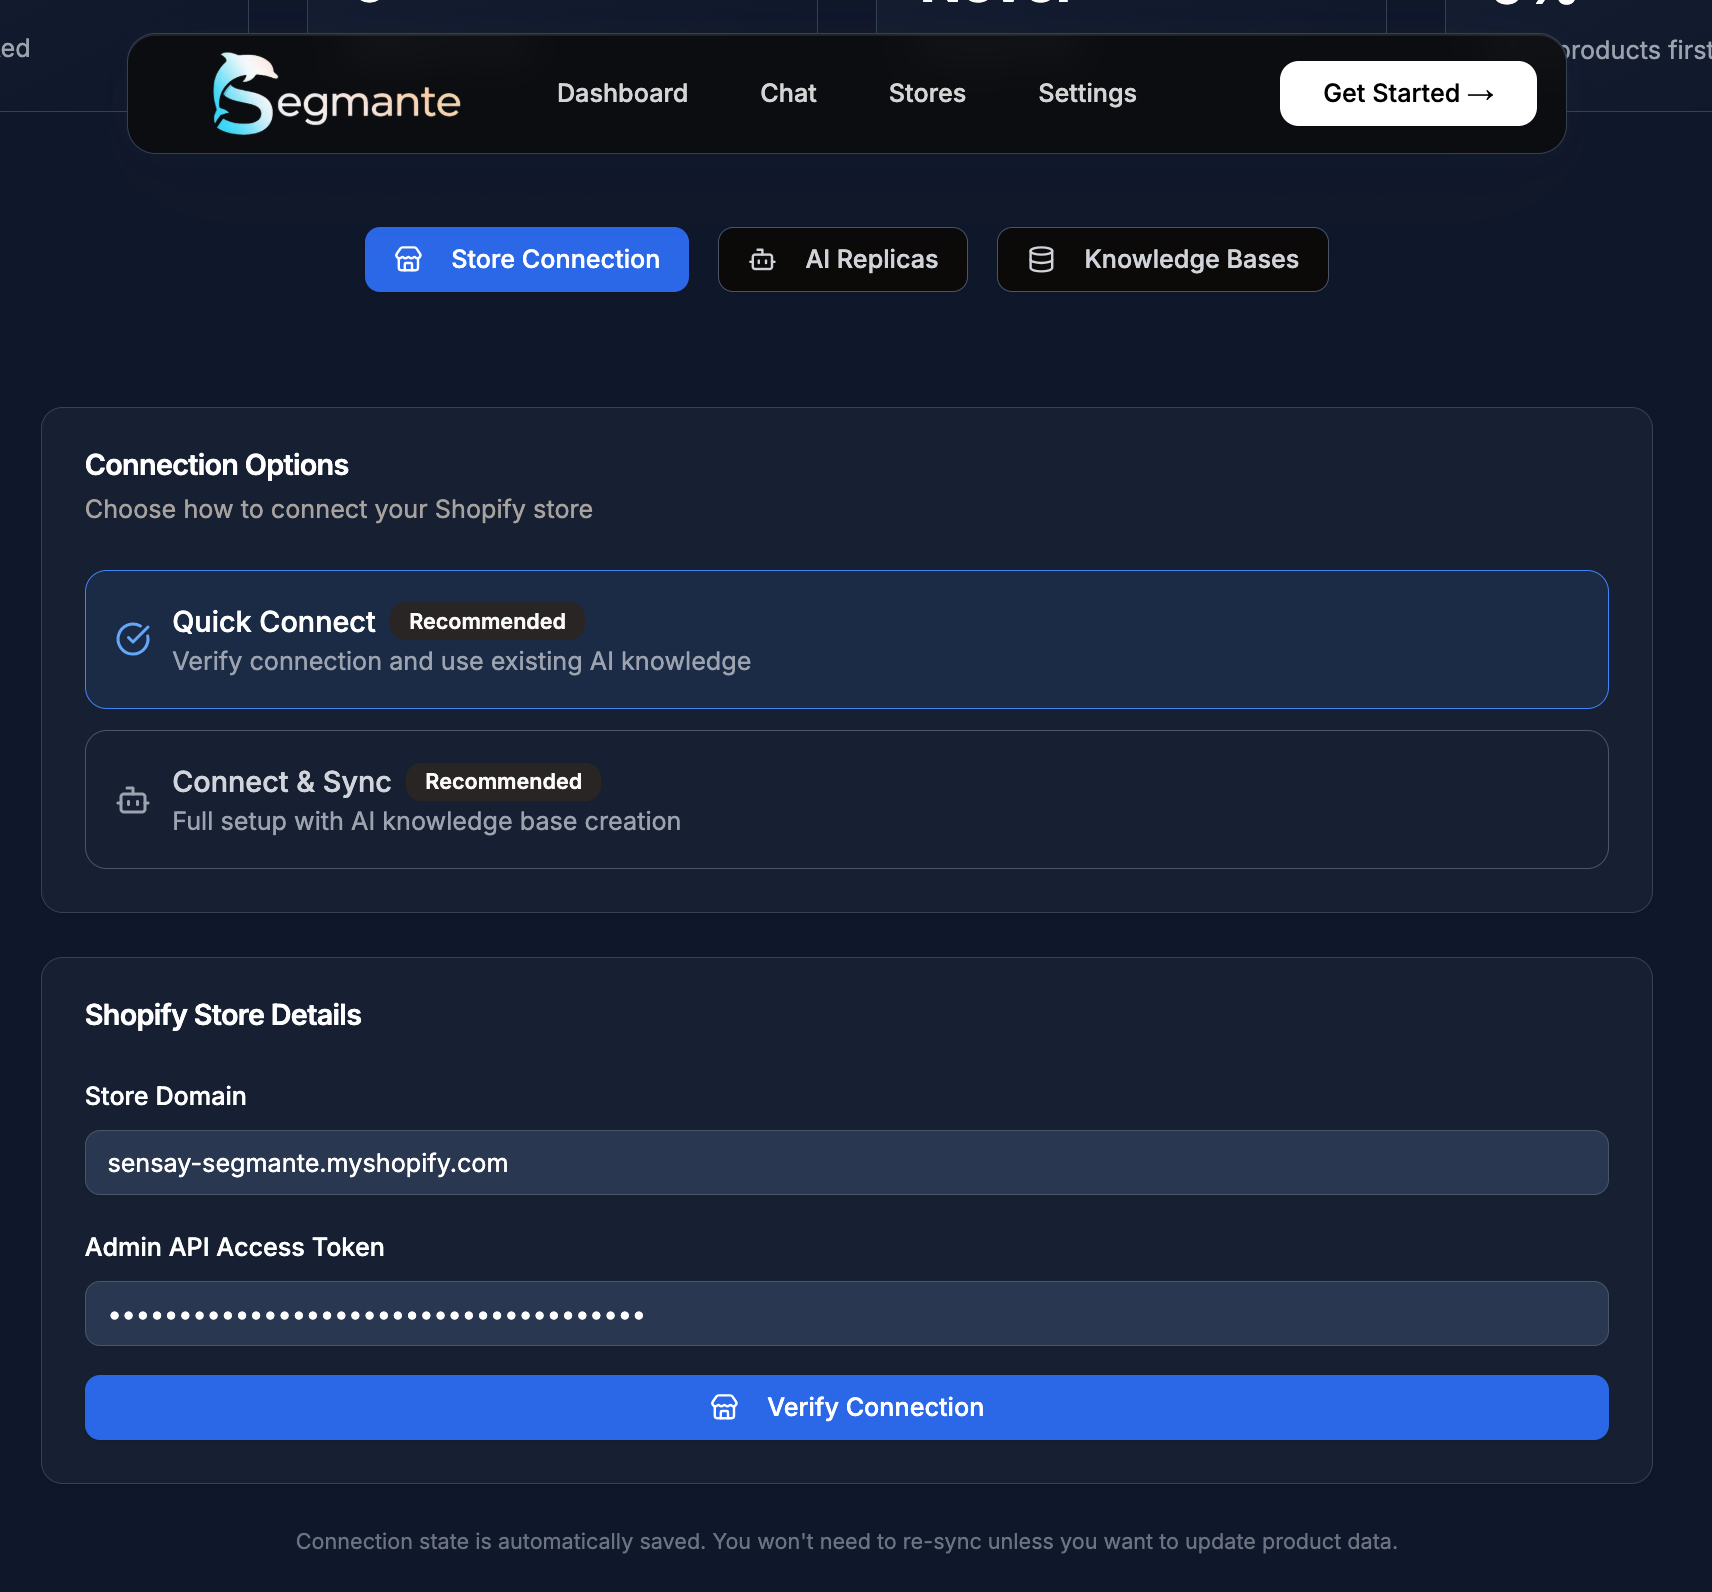 ed
products first
Segmante
Dashboard
Chat
Stores
Settings
Get Started →
Store Connection
AI Replicas
Knowledge Bases
Connection Options
Choose how to connect your Shopify store
Quick Connect
Recommended
Verify connection and use existing AI knowledge
Connect & Sync
Recommended
Full setup with AI knowledge base creation
Shopify Store Details
Store Domain
sensay-segmante.myshopify.com
Admin API Access Token
••••••••••••••••••••••••••••••••••••••
Verify Connection
Connection state is automatically saved. You won't need to re-sync unless you want to update product data.